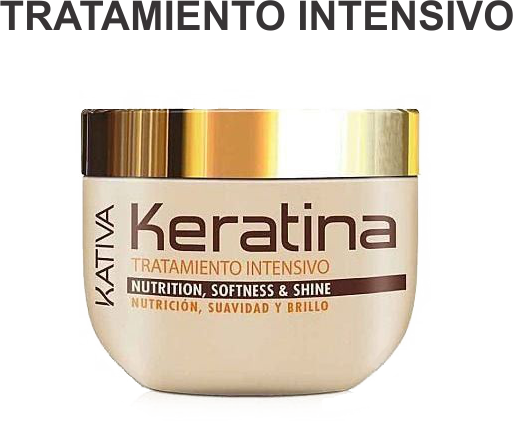 TRATAMIENTO INTENSIVO
KATIVA
Keratina
TRATAMIENTO INTENSIVO
NUTRITION, SOFTNESS & SHINE
NUTRICIÓN, SUAVIDAD Y BRILLO